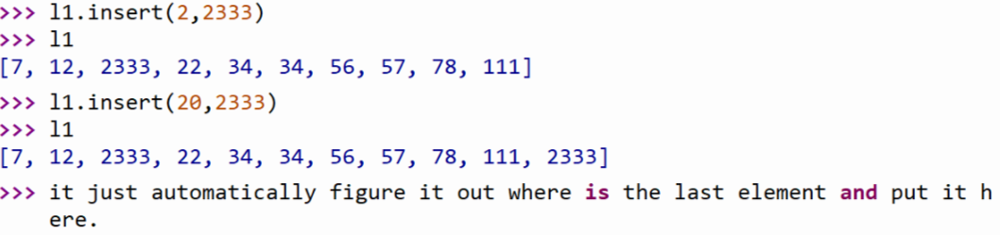 >>> l1.insert(2,2333)
>>> l1
[7, 12, 2333, 22, 34, 34, 56, 57, 78, 111]
>>> l1.insert(20,2333)
>>> l1
[7, 12, 2333, 22, 34, 34, 56, 57, 78, 111, 2333]
>>> it just automatically figure it out where is the last element and put it h
ere.